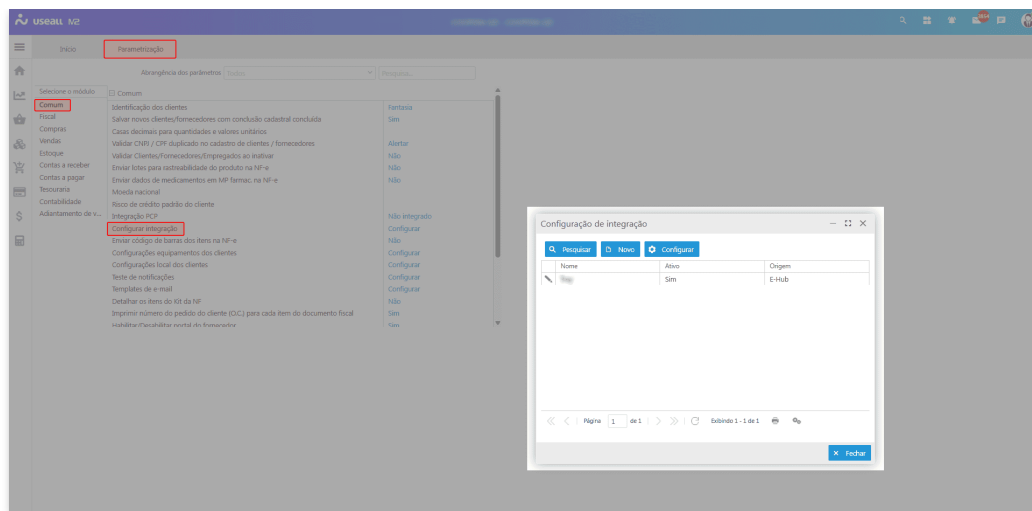 useall M2
Início
Parametrização
Abrangência dos parâmetros Todos
Pesquisa...
Selecione o módulo
Comum
Fiscal
Compras
Vendas
Estoque
Contas a receber
Contas a pagar
Tesouraria
Contabilidade
Adiantamento de v...
Comum
Identificação dos clientes Fantasia
Salvar novos clientes/fornecedores com conclusão cadastral concluída Sim
Casas decimais para quantidades e valores unitários
Validar CNPJ / CPF duplicado no cadastro de clientes / fornecedores Alertar
Validar Clientes/Fornecedores/Empregados ao inativar Não
Enviar lotes para rastreabilidade do produto na NF-e Não
Enviar dados de medicamentos em MP farmac. na NF-e Não
Moeda nacional
Risco de crédito padrão do cliente
Integração PCP Não integrado
Configurar integração Configurar
Enviar código de barras dos itens na NF-e Não
Configurações equipamentos dos clientes Configurar
Configurações local dos clientes Configurar
Teste de notificações Configurar
Templates de e-mail Configurar
Detalhar os itens do Kit da NF Não
Imprimir número do pedido do cliente (O.C.) para cada item do documento fiscal Sim
Habilitar/Desabilitar portal do fornecedor Sim
Configuração de integração
Pesquisar Novo Configurar
Nome Ativo Origem
Sim E-Hub
Página 1 de 1 Exibindo 1 - 1 de 1
Fechar